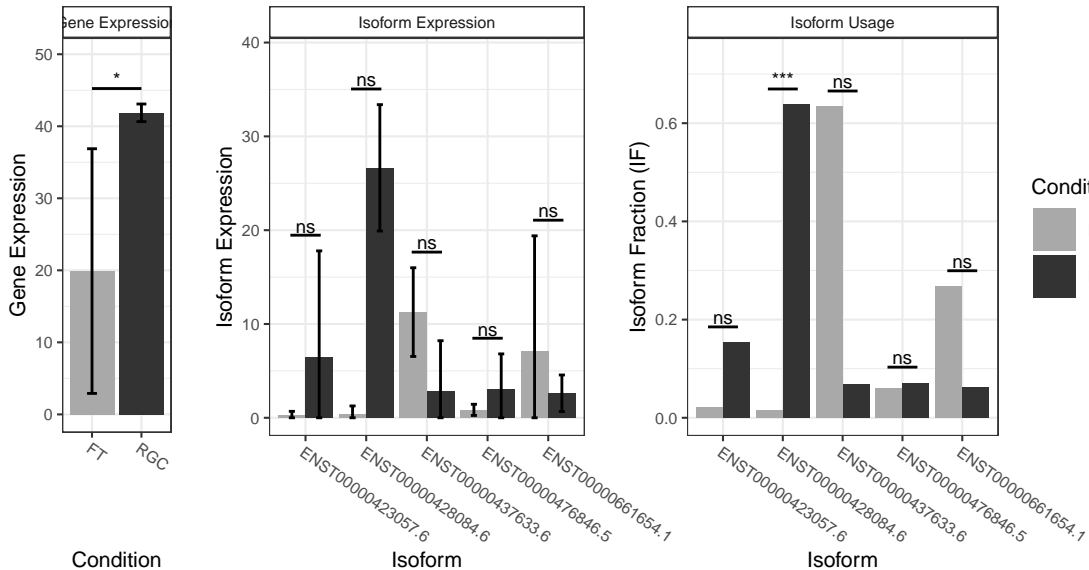 Gene Expression
50
40
30
20
10
0
Gene Expression
*
FT
RGC
Condition
Isoform Expression
40
30
20
10
0
Isoform Expression
ns
ns
ns
ns
ns
ENST00000423057.6
ENST00000428084.6
ENST00000437633.6
ENST00000476846.5
ENST00000661654.1
Isoform
Isoform Usage
0.6
0.4
0.2
0.0
Isoform Fraction (IF)
ns
***
ns
ns
ns
ENST00000423057.6
ENST00000428084.6
ENST00000437633.6
ENST00000476846.5
ENST00000661654.1
Isoform
Condit